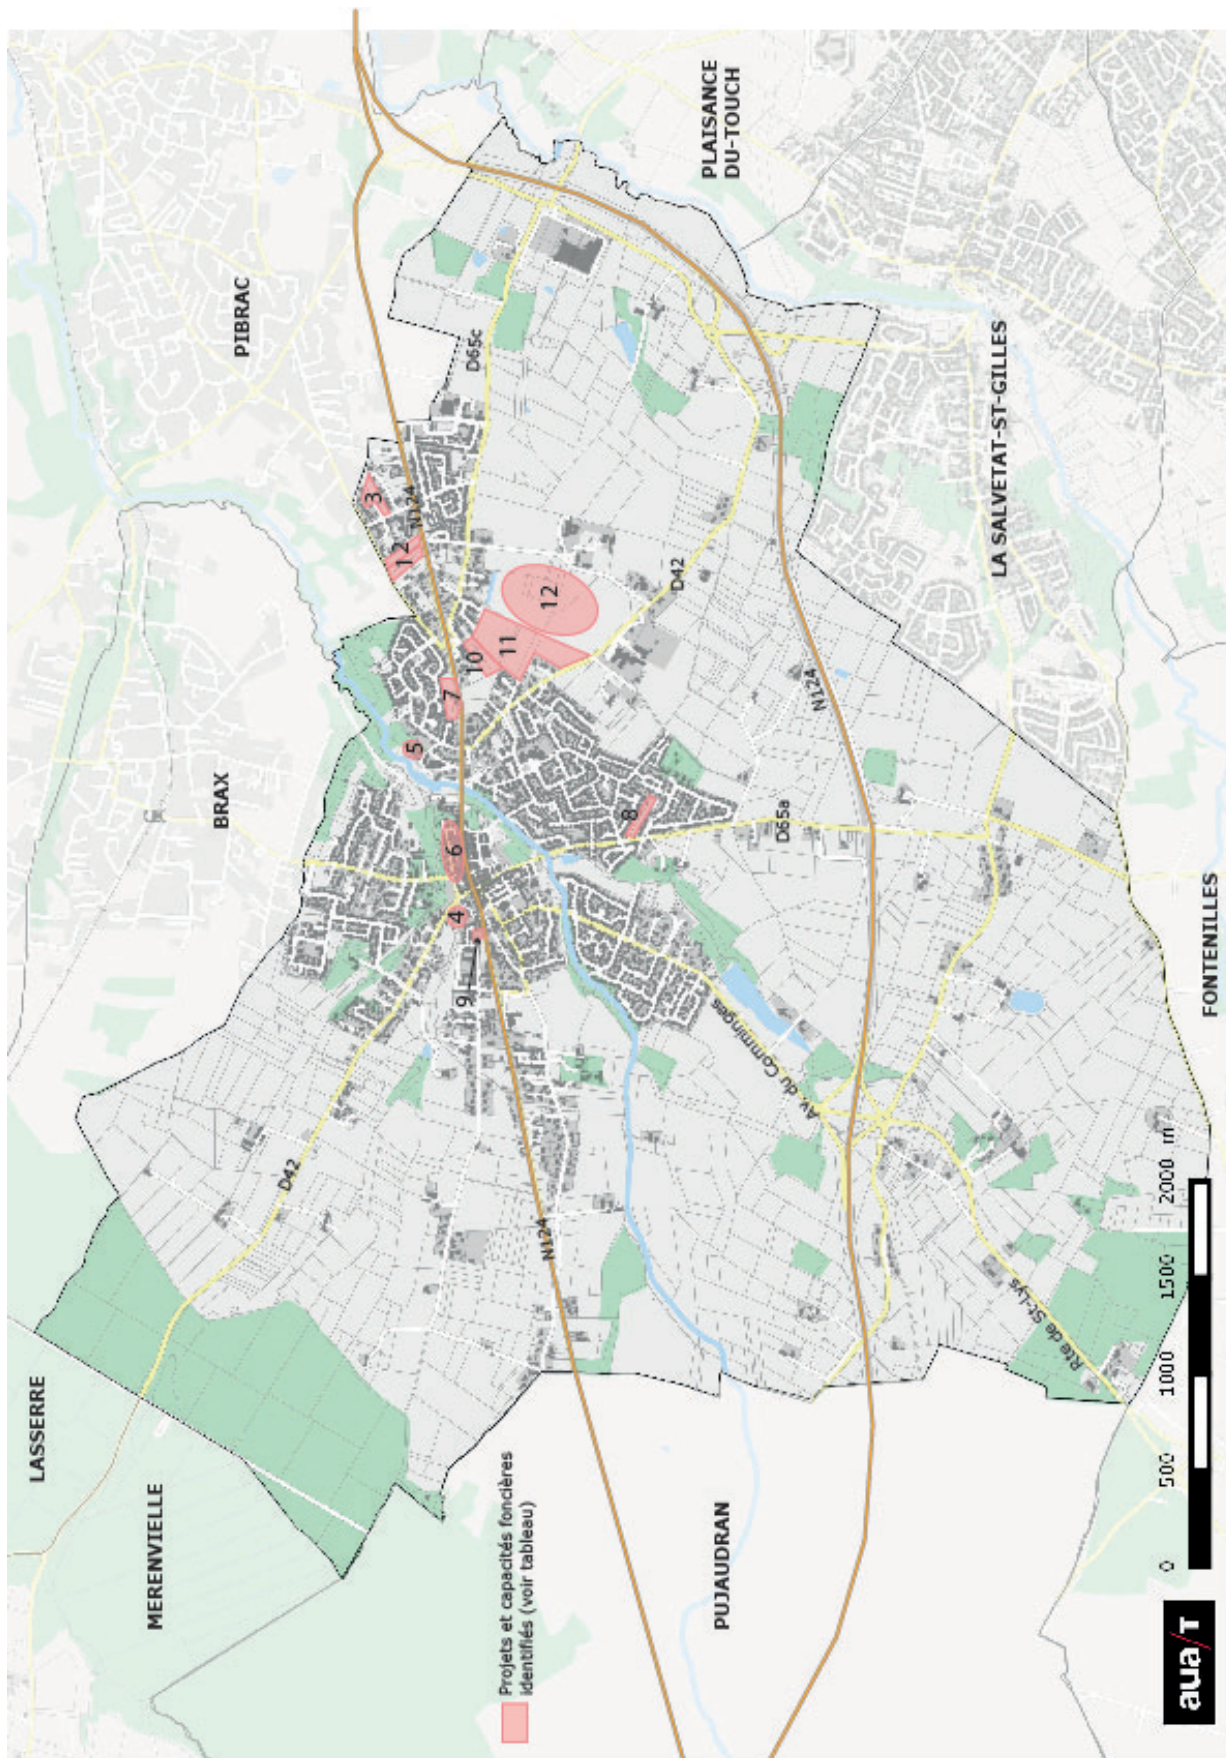 LASSERRE
MERENVIELLE
BRAX
PIBRAC
PLAISANCE
DU-TOUCH
D42
N124
9
4
6
5
7
10
11
12
1
2
3
N124
D65c
8
D42
D65a
N124
Av. du Comminges
Rte de St-Lys
LA SALVETAT-ST-GILLES
FONTENILLES
PUJAUDRAN
Projets et capacités foncières
identifiés (voir tableau)
0 500 1000 1500 2000 m
aua/T